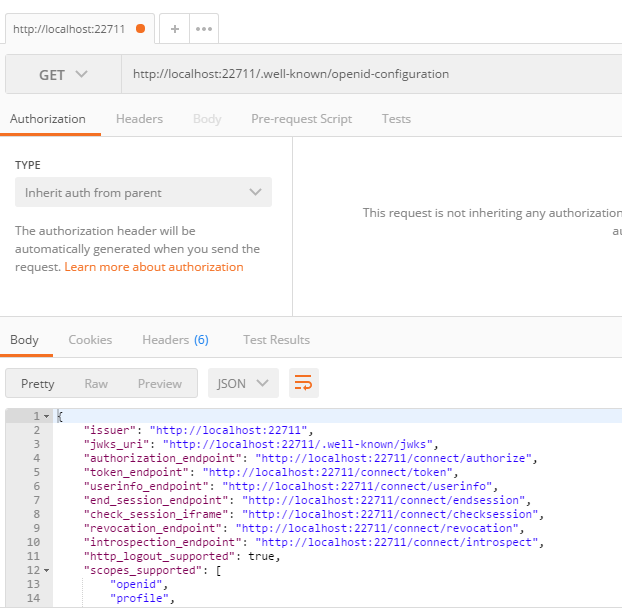 http://localhost:22711
GET
http://localhost:22711/.well-known/openid-configuration
Authorization
Headers
Body
Pre-request Script
Tests
TYPE
Inherit auth from parent
The authorization header will be
automatically generated when you send the
request. Learn more about authorization
This request is not inheriting any authorization
au
Body
Cookies
Headers (6)
Test Results
Pretty
Raw
Preview
JSON
1 {
2 "issuer": "http://localhost:22711",
3 "jwks_uri": "http://localhost:22711/.well-known/jwks",
4 "authorization_endpoint": "http://localhost:22711/connect/authorize",
5 "token_endpoint": "http://localhost:22711/connect/token",
6 "userinfo_endpoint": "http://localhost:22711/connect/userinfo",
7 "end_session_endpoint": "http://localhost:22711/connect/endsession",
8 "check_session_iframe": "http://localhost:22711/connect/checksession",
9 "revocation_endpoint": "http://localhost:22711/connect/revocation",
10 "introspection_endpoint": "http://localhost:22711/connect/introspect",
11 "http_logout_supported": true,
12 "scopes_supported": [
13 "openid",
14 "profile",